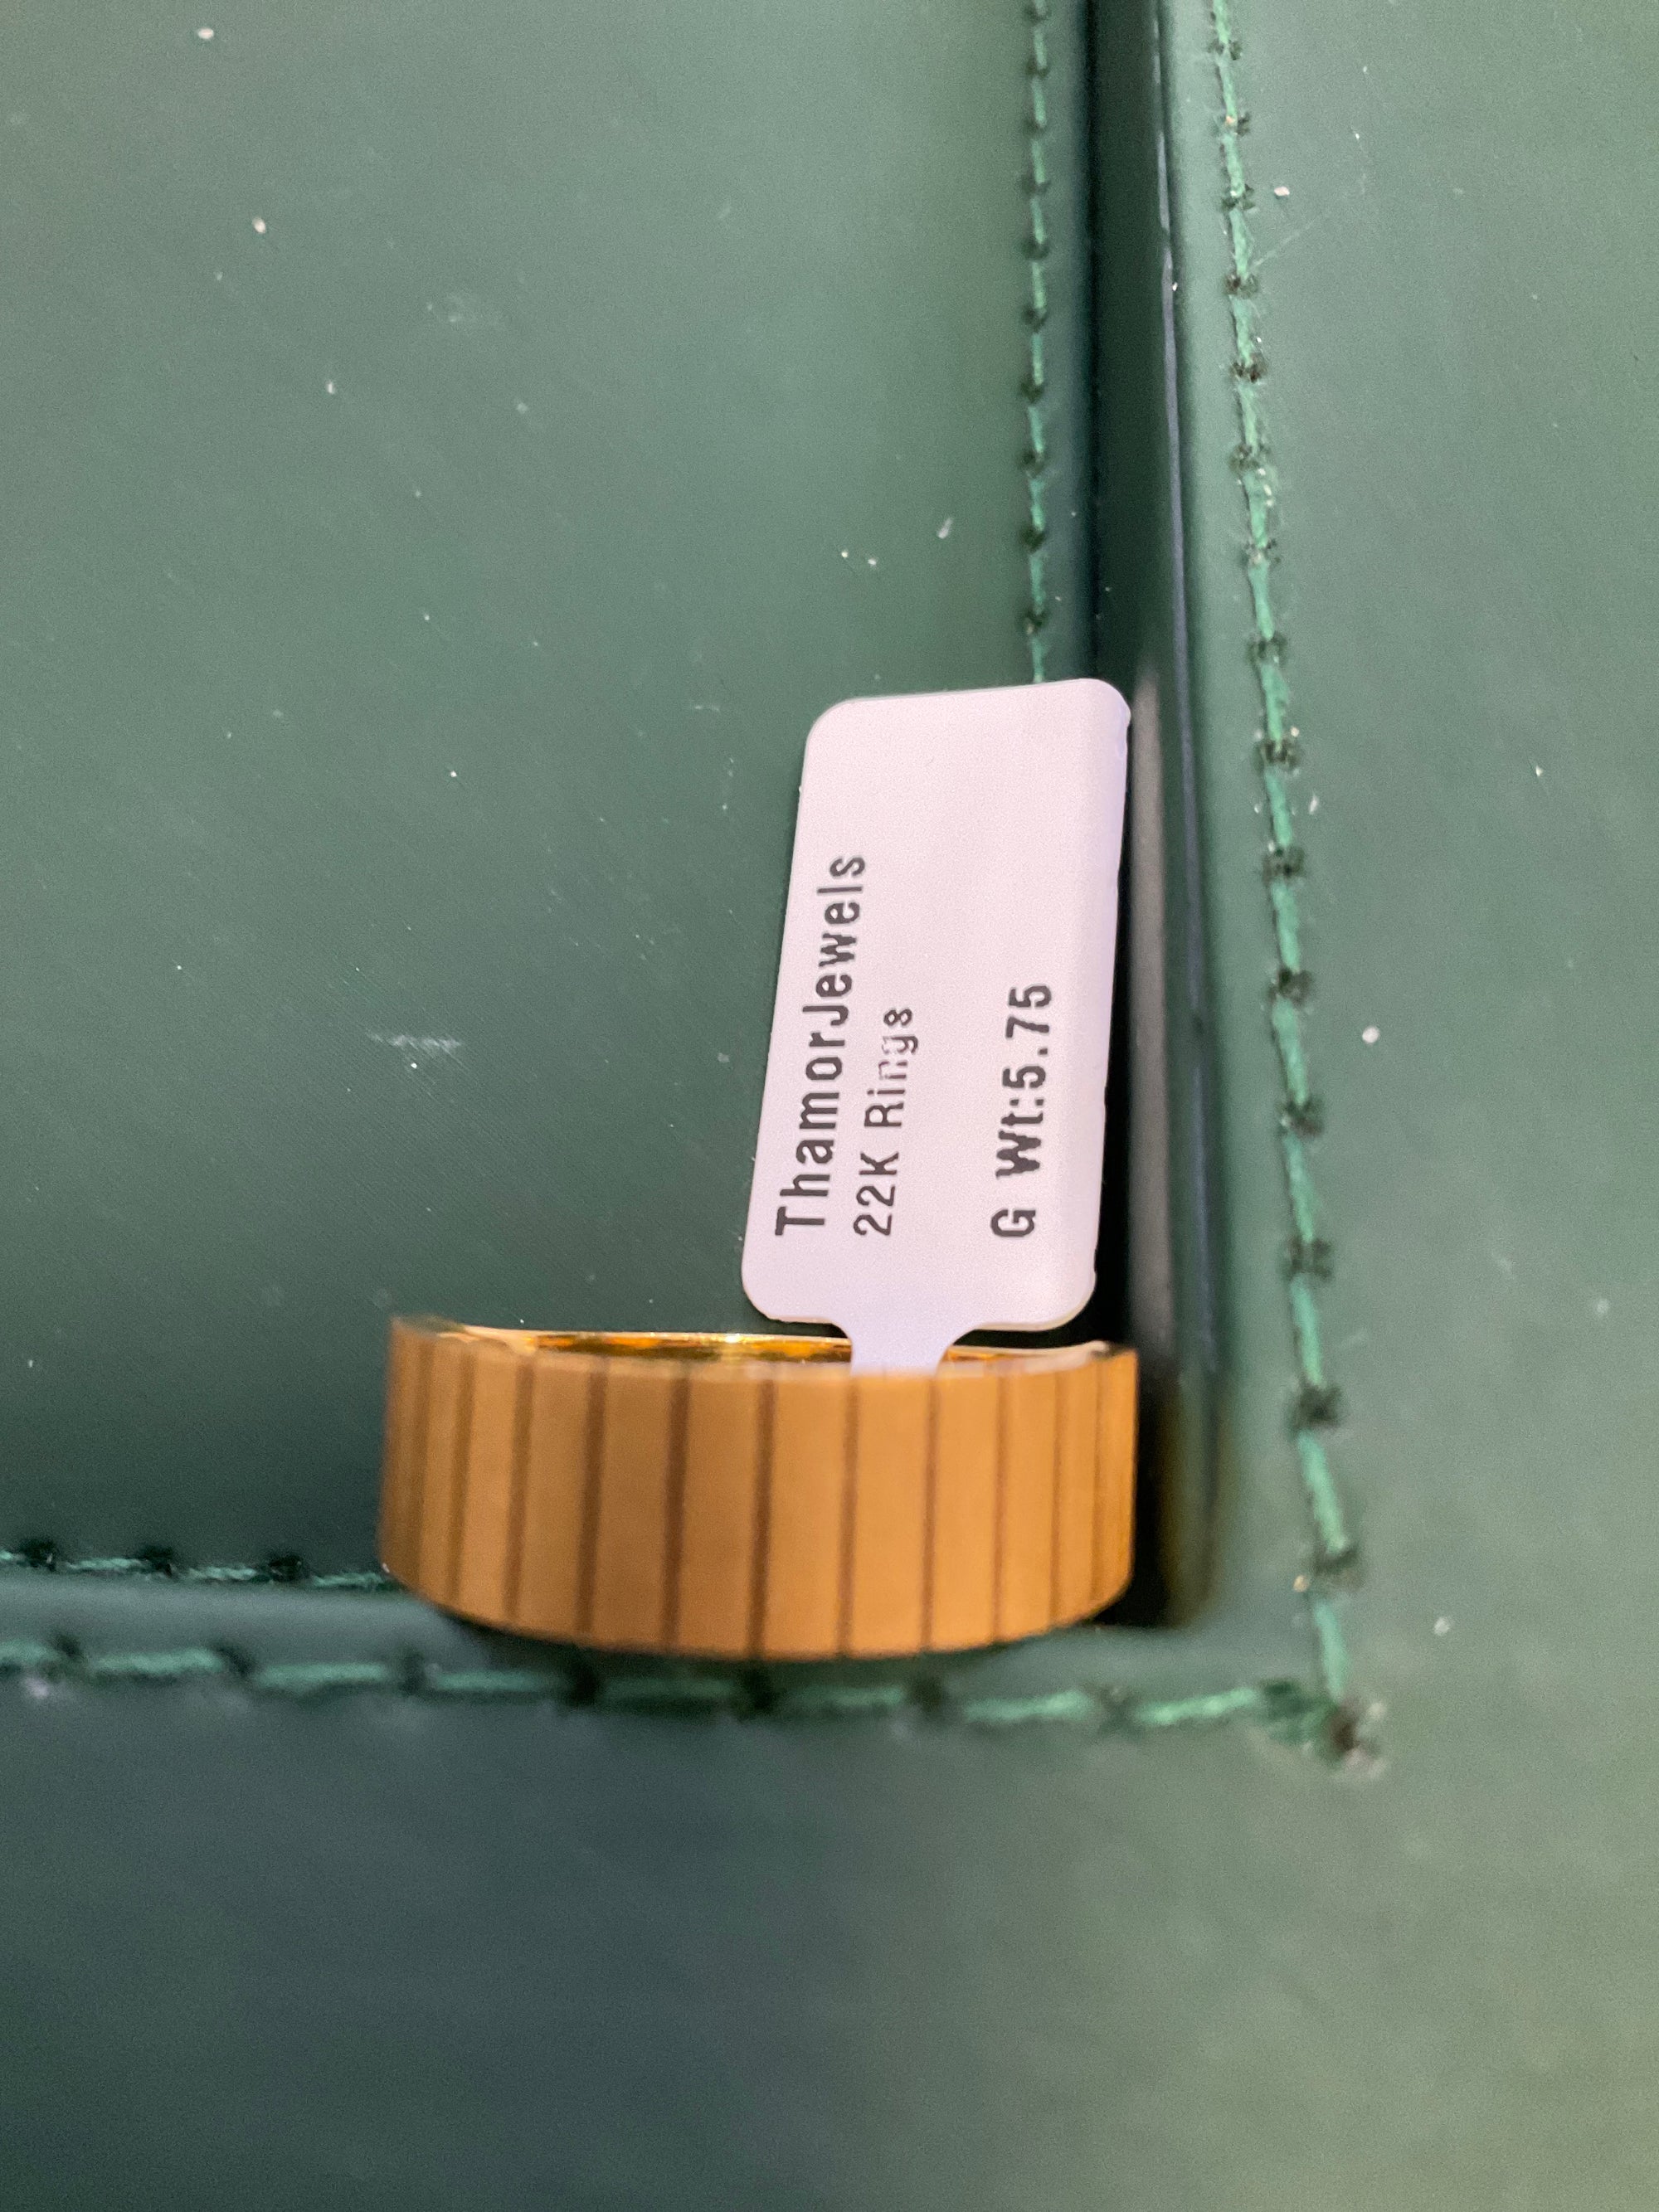 ThamorJewels
22K Rings
G Wt:5.75